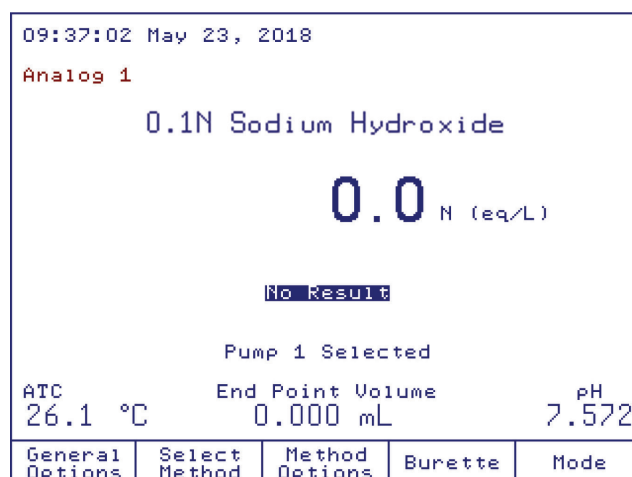 09:37:02 May 23, 2018
Analog 1
0.1N Sodium Hydroxide
0.0 N (eq/L)
No Result
Pump 1 Selected
ATC End Point Volume pH
26.1 °C 0.000 mL 7.572
General Select Method Burette Mode
Options Method Options